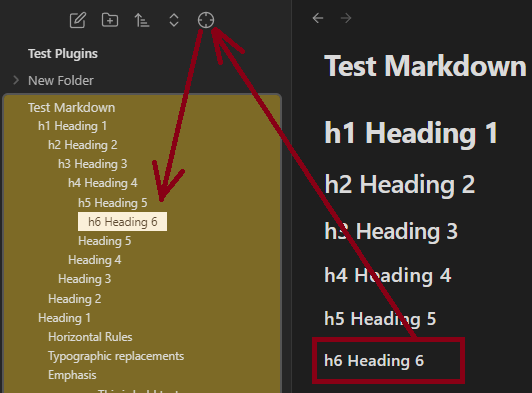 Test Plugins
New Folder
Test Markdown
h1 Heading 1
h2 Heading 2
h3 Heading 3
h4 Heading 4
h5 Heading 5
h6 Heading 6
Heading 5
Heading 4
Heading 3
Heading 2
Heading 1
Horizontal Rules
Typographic replacements
Emphasis
Test Markdown
h1 Heading 1
h2 Heading 2
h3 Heading 3
h4 Heading 4
h5 Heading 5
h6 Heading 6